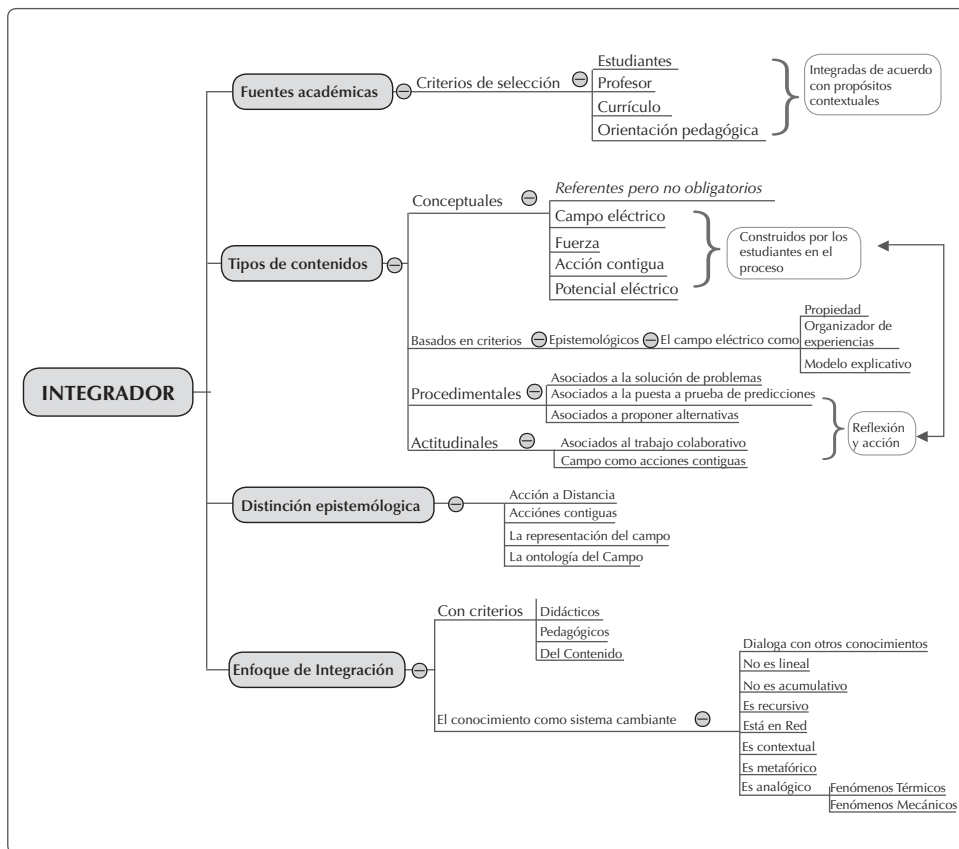 INTEGRADOR
Fuentes académicas
Criterios de selección
Estudiantes
Profesor
Currículo
Orientación pedagógica
Integradas de acuerdo
con propósitos
contextuales
Tipos de contenidos
Conceptuales
Referentes pero no obligatorios
Campo eléctrico
Fuerza
Acción contigua
Potencial eléctrico
Construidos por los
estudiantes en el
proceso
Basados en criterios
Epistemológicos
El campo eléctrico como
Propiedad
Organizador de
experiencias
Modelo explicativo
Procedimentales
Asociados a la solución de problemas
Asociados a la puesta a prueba de predicciones
Asociados a proponer alternativas
Actitudinales
Asociados al trabajo colaborativo
Campo como acciones contiguas
Reflexión
y acción
Distinción epistemólogica
Acción a Distancia
Acciónes contiguas
La representación del campo
La ontología del Campo
Enfoque de Integración
Con criterios
Didácticos
Pedagógicos
Del Contenido
El conocimiento como sistema cambiante
Dialoga con otros conocimientos
No es lineal
No es acumulativo
Es recursivo
Está en Red
Es contextual
Es metafórico
Es analógico
Fenómenos Térmicos
Fenómenos Mecánicos